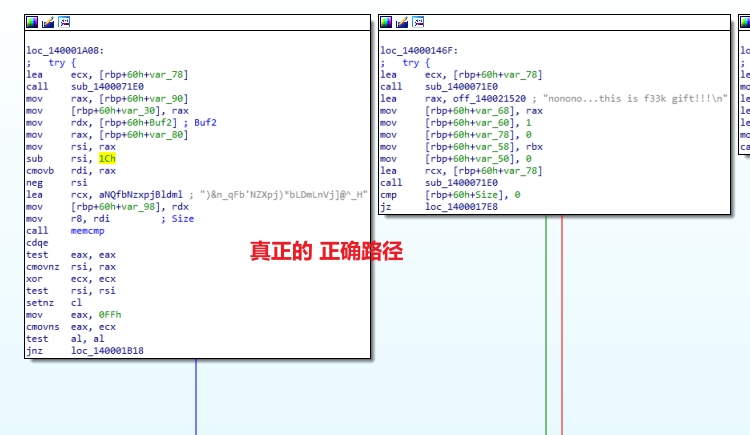 loc_140001A08:
;   try {
lea     ecx, [rbp+60h+var_78]
call    sub_1400071E0
mov     rax, [rbp+60h+var_90]
mov     [rbp+60h+var_30], rax
mov     rdx, [rbp+60h+Buf2] ; Buf2
mov     rax, [rbp+60h+var_80]
mov     rsi, rax
sub     rsi, 1Ch
cmovb   rdi, rax
neg     rsi
lea     rcx, aNQfbNzxpjBldml ; ")&n_qFb'NZXpj)*bLDmLnVj]@^_H"
mov     [rbp+60h+var_98], rdx
mov     r8, rdi         ; Size
call    memcmp
cdqe
test    eax, eax
cmovnz  rsi, rax
xor     ecx, ecx
test    rsi, rsi
setnz   cl
mov     eax, 0FFh
cmovns  eax, ecx
test    al, al
jnz     loc_140001B18
loc_14000146F:
;   try {
lea     ecx, [rbp+60h+var_78]
call    sub_1400071E0
lea     rax, off_140021520 ; "nonono...this is f33k gift!!!\n"
mov     [rbp+60h+var_68], rax
mov     [rbp+60h+var_60], 1
mov     [rbp+60h+var_78], 0
mov     [rbp+60h+var_58], rbx
mov     [rbp+60h+var_50], 0
lea     rcx, [rbp+60h+var_78]
call    sub_1400071E0
cmp     [rbp+60h+Size], 0
jz      loc_1400017E8
真正的 正确路径